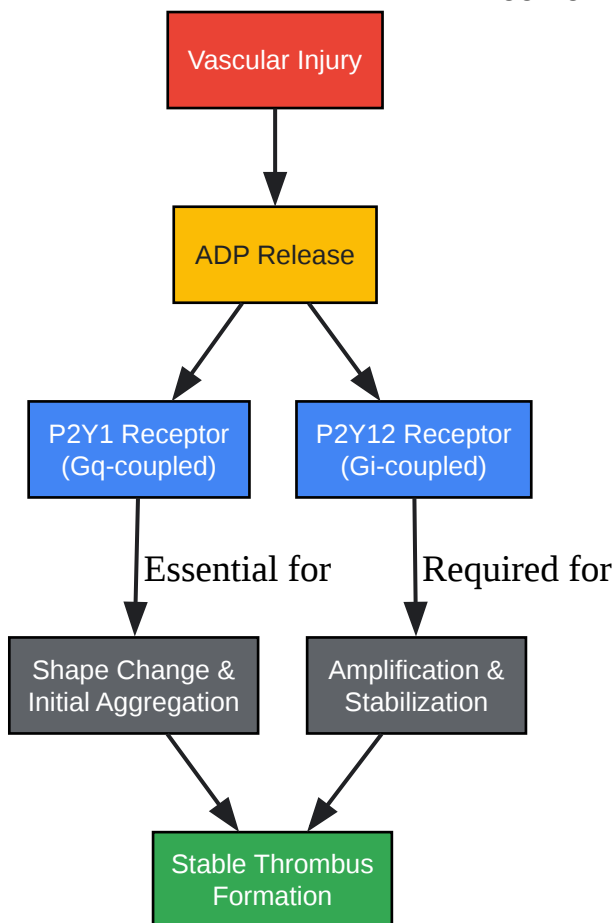 Vascular Injury
ADP Release
P2Y1 Receptor
(Gq-coupled)
P2Y12 Receptor
(Gi-coupled)
Essential for
Required for
Shape Change &
Initial Aggregation
Amplification &
Stabilization
Stable Thrombus
Formation